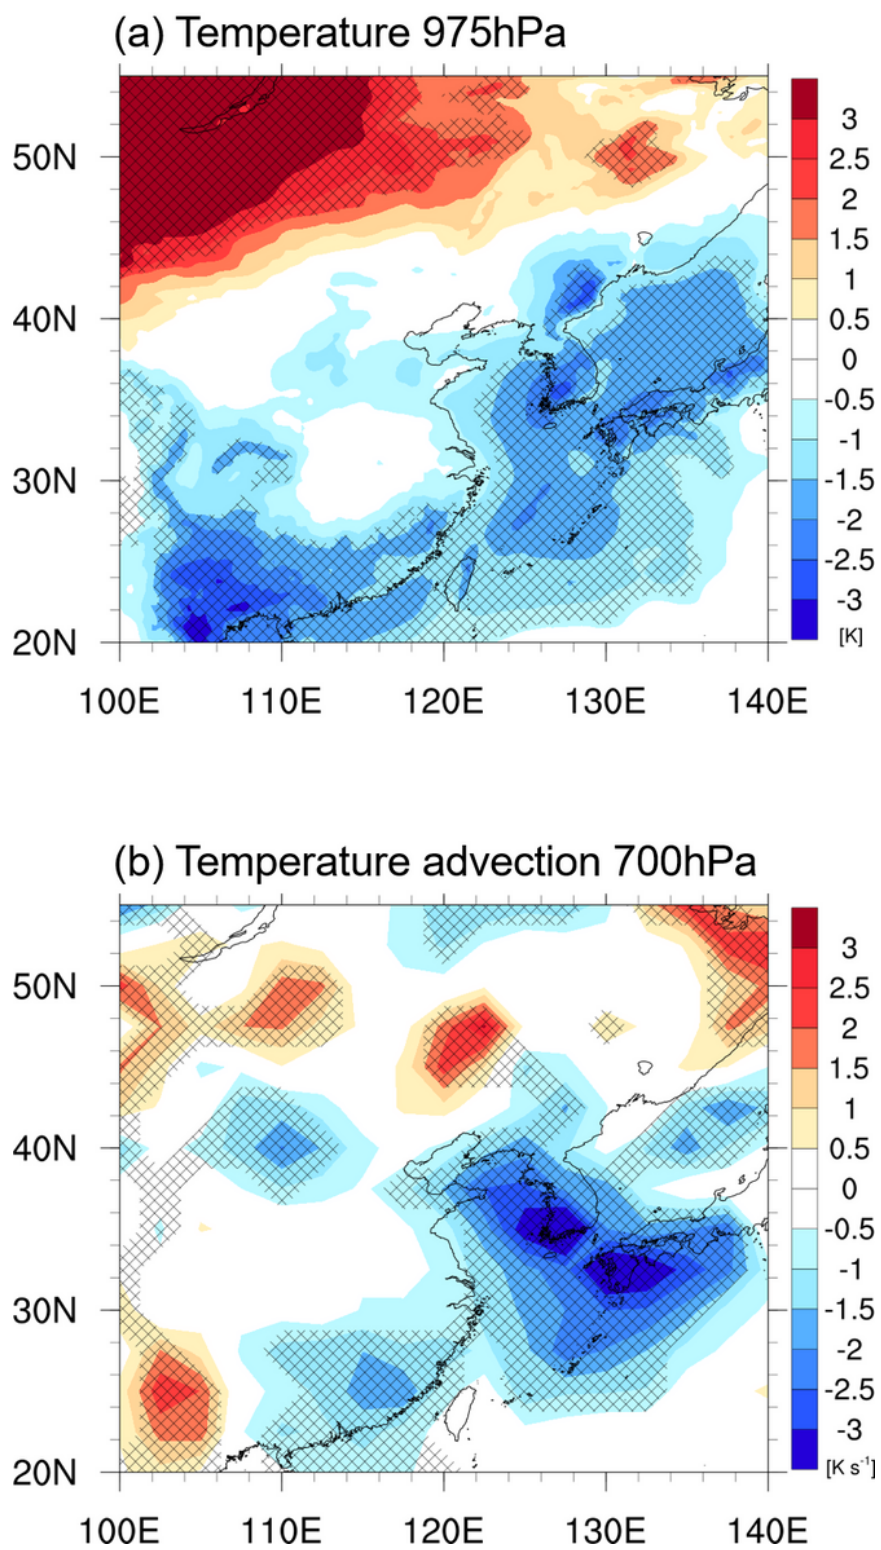 (a) Temperature 975hPa
50N
40N
30N
20N
100E 110E 120E 130E 140E
3
2.5
2
1.5
1
0.5
0
-0.5
-1
-1.5
-2
-2.5
-3
[K]
(b) Temperature advection 700hPa
50N
40N
30N
20N
100E 110E 120E 130E 140E
3
2.5
2
1.5
1
0.5
0
-0.5
-1
-1.5
-2
-2.5
-3
[K s⁻¹]